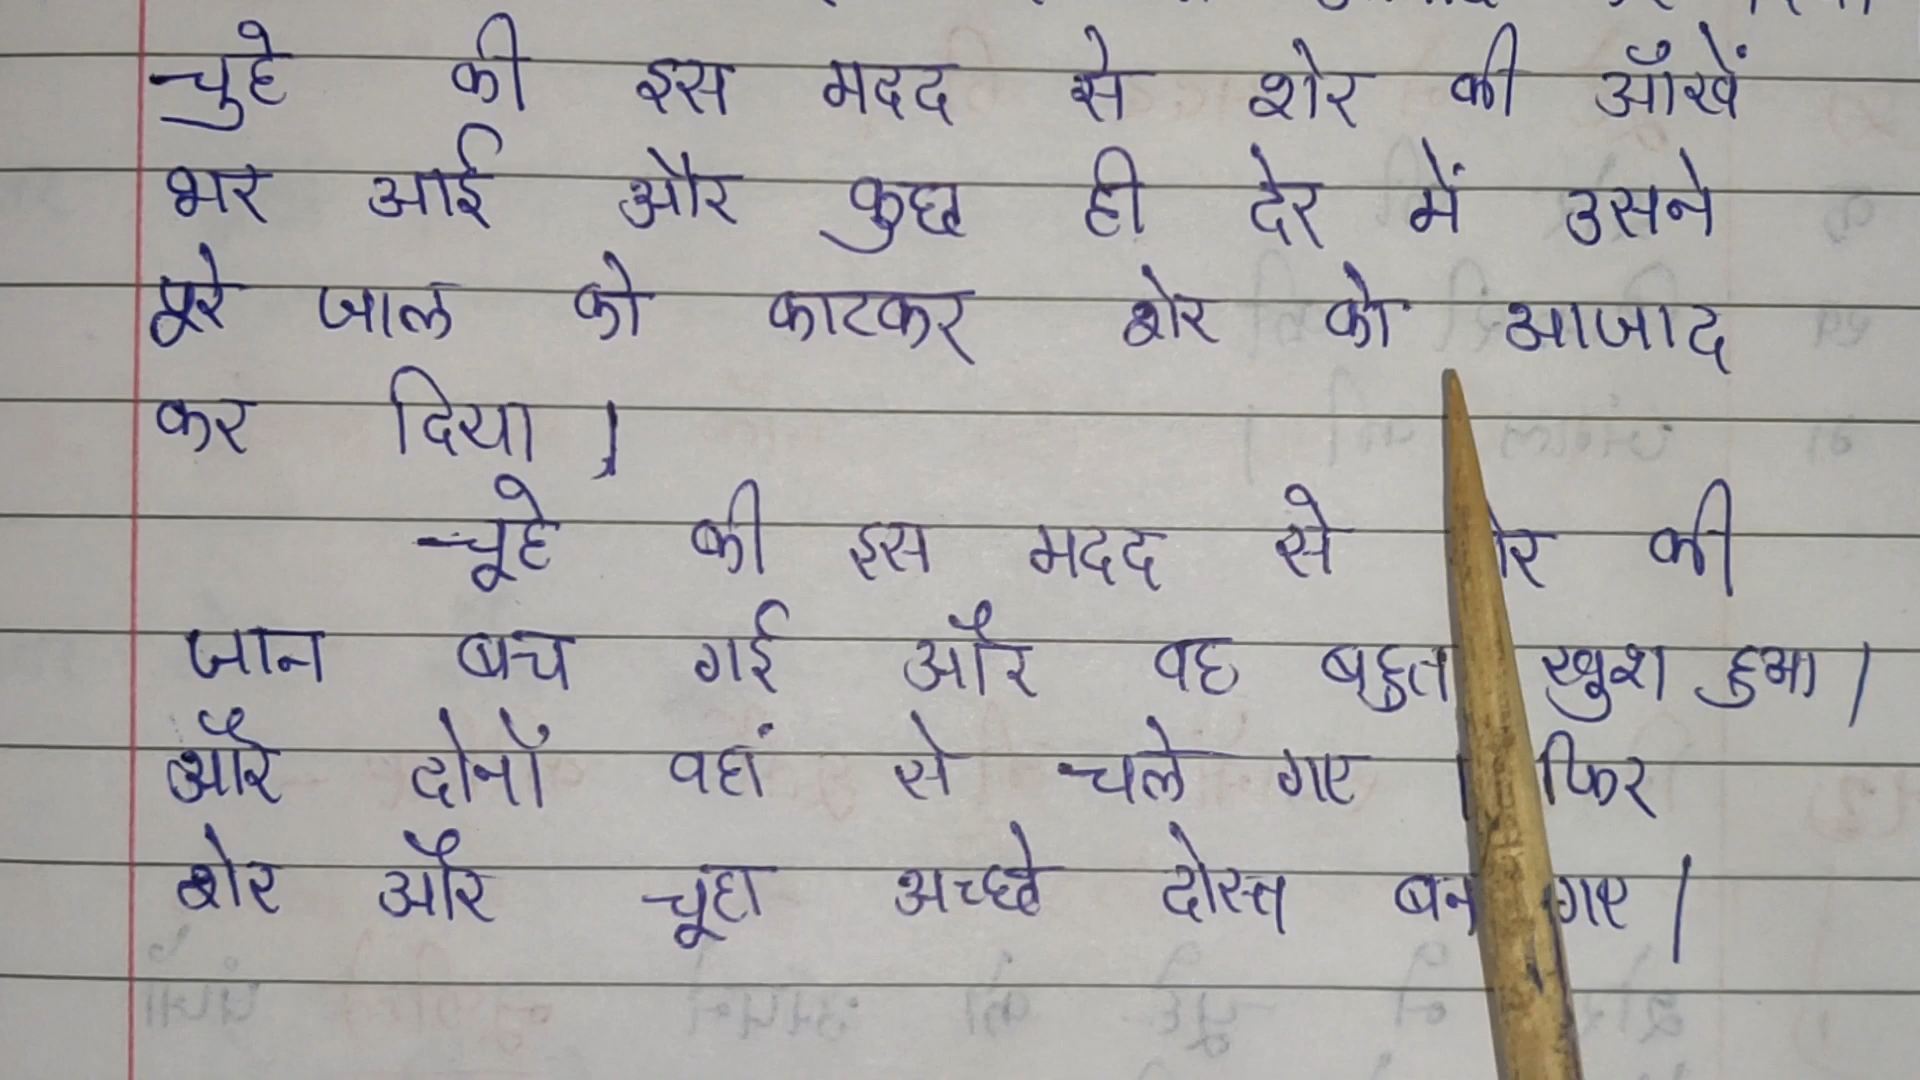 चुहे की इस मदद से शेर की आँखें
भर आई और कुछ ही देर में उसने
पूरे जाल को काटकर शेर को आजाद
कर दिया ।
चूहे की इस मदद से की
जान बच गई और वह बहुत खुश हुआ ।
और दोनों वहां से चले गए । फिर
शेर और चूहा अच्छे दोस्त बन गए ।